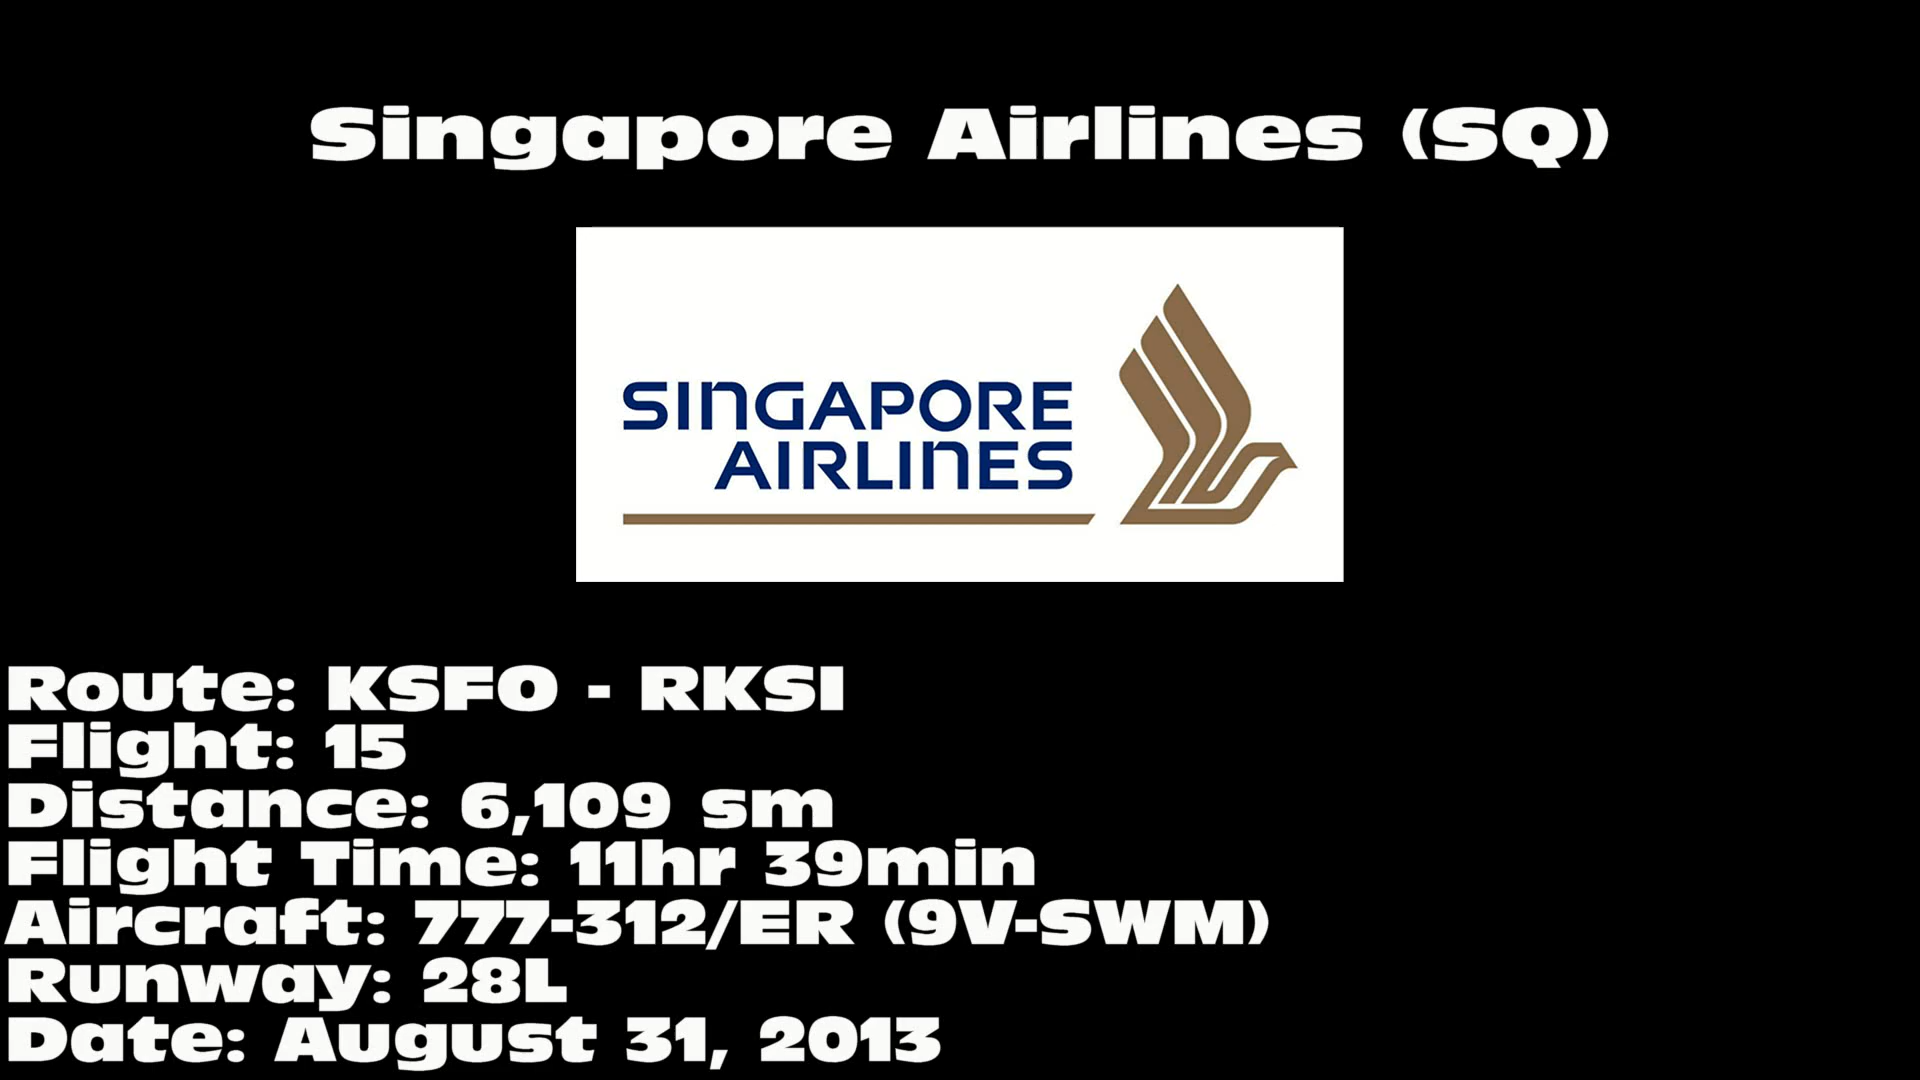 Singapore Airlines (SQ)
SINGAPORE
AIRLINES
Route: KSFO - RKSI
Flight: 15
Distance: 6,109 sm
Flight Time: 11hr 39min
Aircraft: 777-312/ER (9V-SWM)
Runway: 28L
Date: August 31, 2013